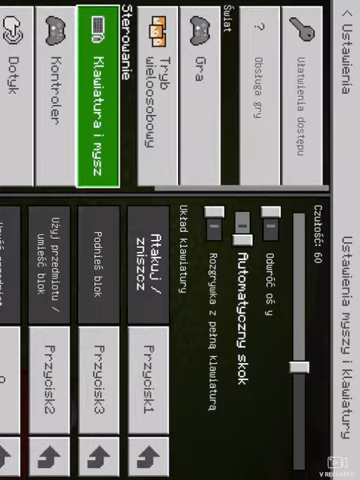 < Ustawienia
Ustawienia myszy i klawiatury
Ułatwienia dostępu
Obsługa gry
Świat
Gra
Tryb
wieloosobowy
Sterowanie
Klawiatura i mysz
Kontroler
Dotyk
Czułość: 60
Odwróć oś y
Automatyczny skok
Rozgrywka z pełną klawiaturą
Układ klawiatury
Atakuj /
zniszcz
Przycisk1
Podnieś blok
Przycisk3
Użyj przedmiotu /
umieść blok
Przycisk2